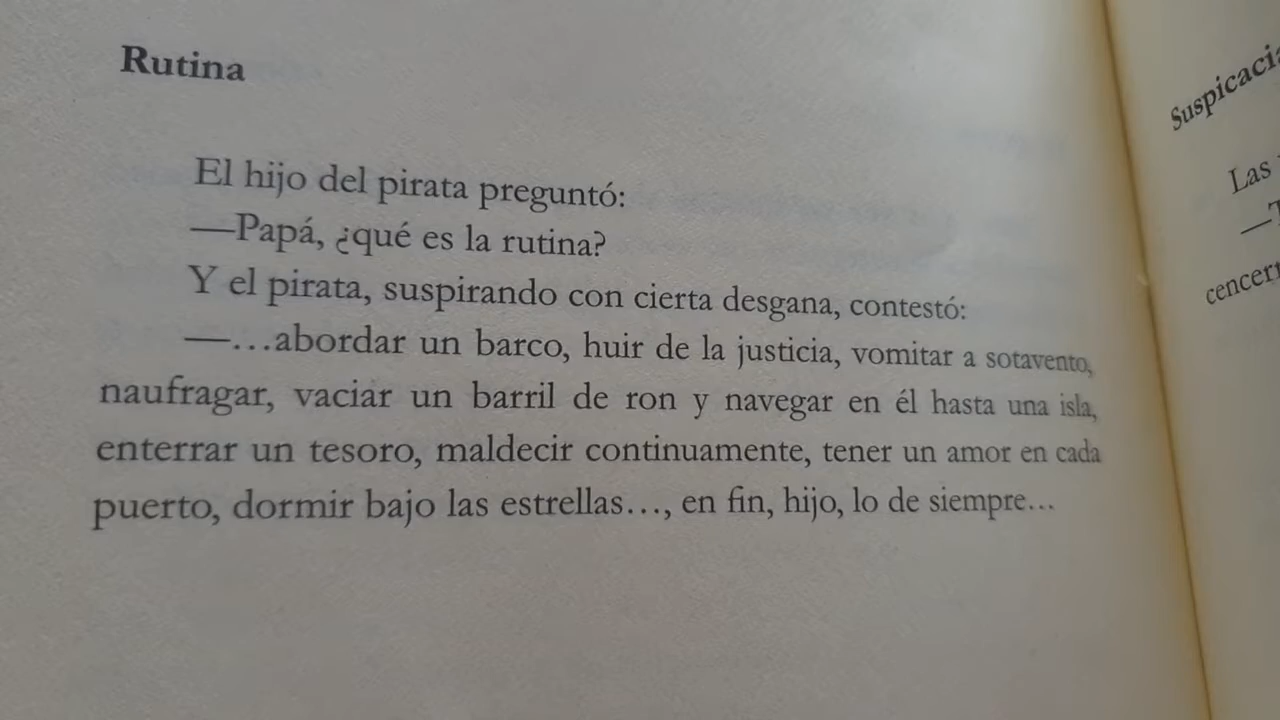 Rutina
El hijo del pirata preguntó:
—Papá, ¿qué es la rutina?
Y el pirata, suspirando con cierta desgana, contestó:
—…abordar un barco, huir de la justicia, vomitar a sotavento,
naufragar, vaciar un barril de ron y navegar en él hasta una isla,
enterrar un tesoro, maldecir continuamente, tener un amor en cada
puerto, dormir bajo las estrellas…, en fin, hijo, lo de siempre…
Las